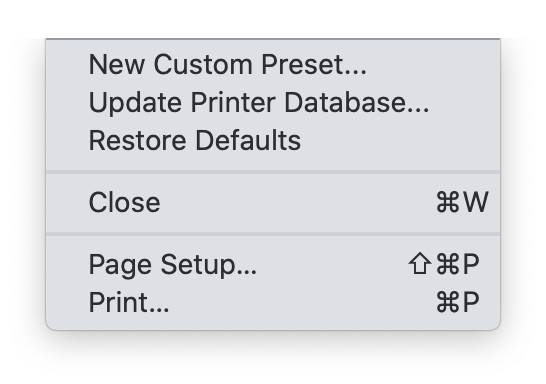 New Custom Preset...
Update Printer Database...
Restore Defaults
Close ⌘W
Page Setup... ⇧⌘P
Print... ⌘P